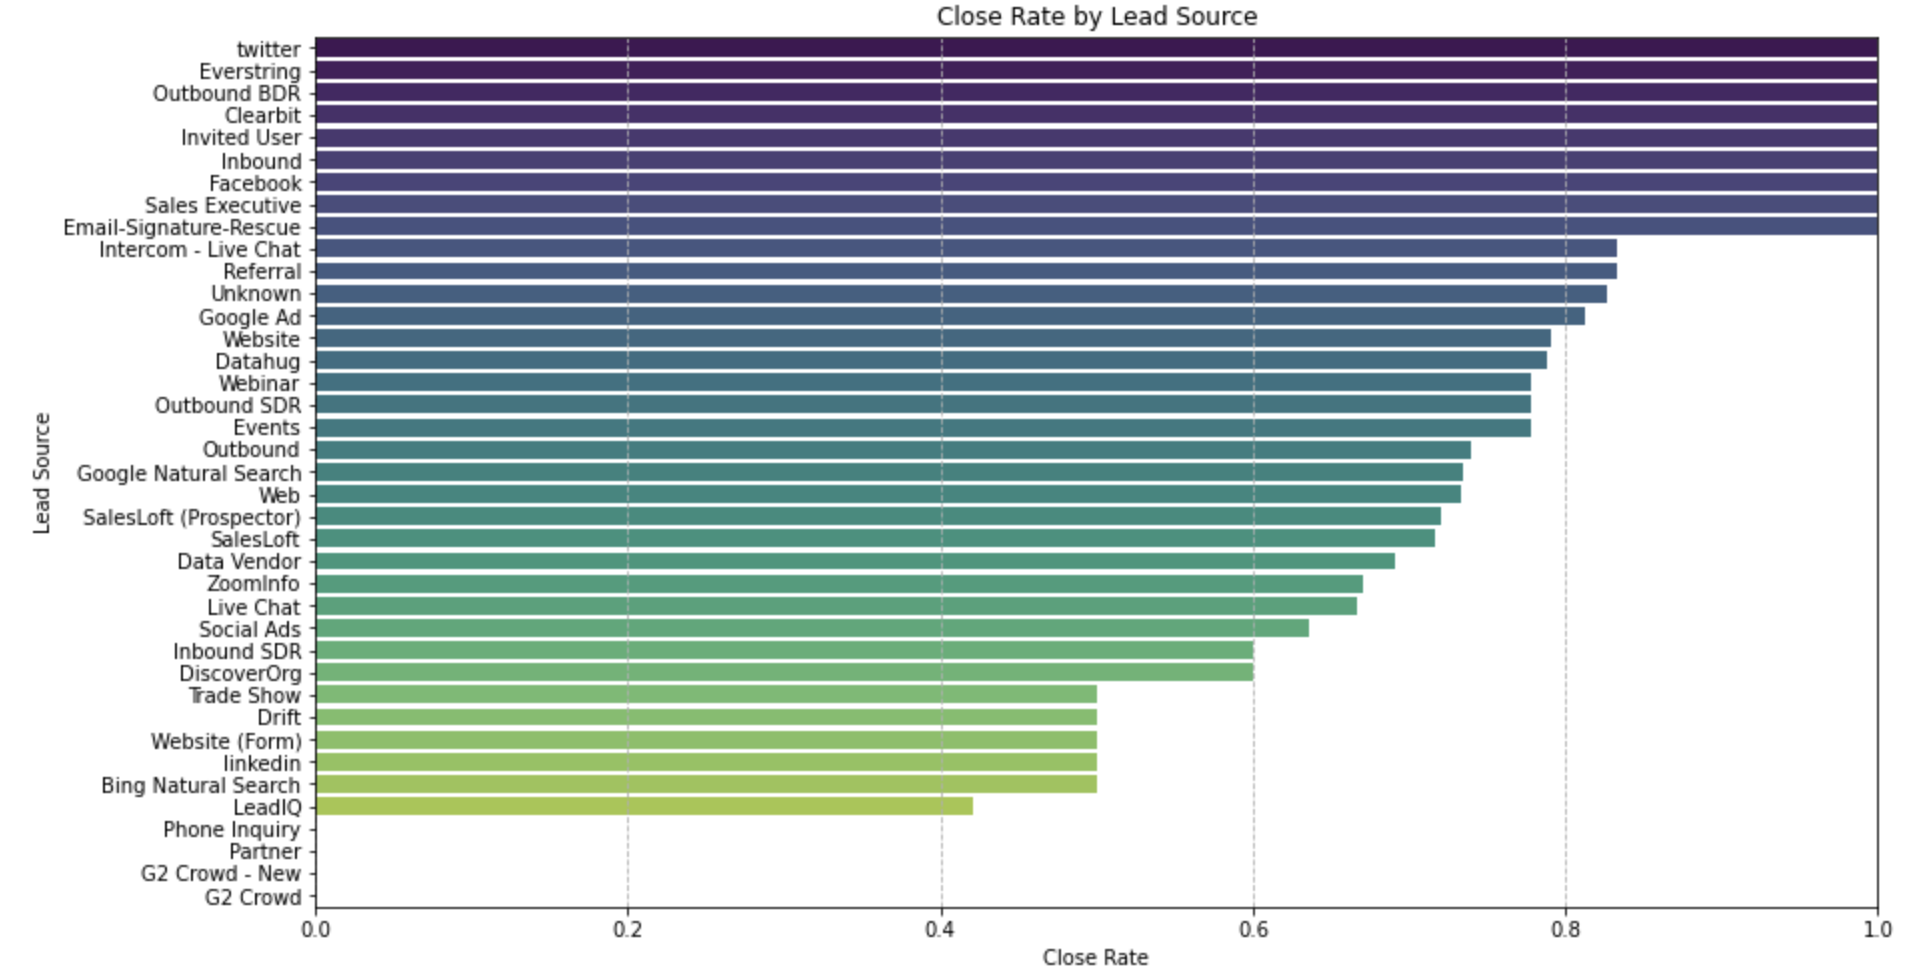 Close Rate by Lead Source
twitter
Everstring
Outbound BDR
Clearbit
Invited User
Inbound
Facebook
Sales Executive
Email-Signature-Rescue
Intercom - Live Chat
Referral
Unknown
Google Ad
Website
Datahug
Webinar
Outbound SDR
Events
Outbound
Google Natural Search
Web
SalesLoft (Prospector)
SalesLoft
Data Vendor
ZoomInfo
Live Chat
Social Ads
Inbound SDR
DiscoverOrg
Trade Show
Drift
Website (Form)
linkedin
Bing Natural Search
LeadIQ
Phone Inquiry
Partner
G2 Crowd - New
G2 Crowd
Lead Source
0.0 0.2 0.4 0.6 0.8 1.0
Close Rate